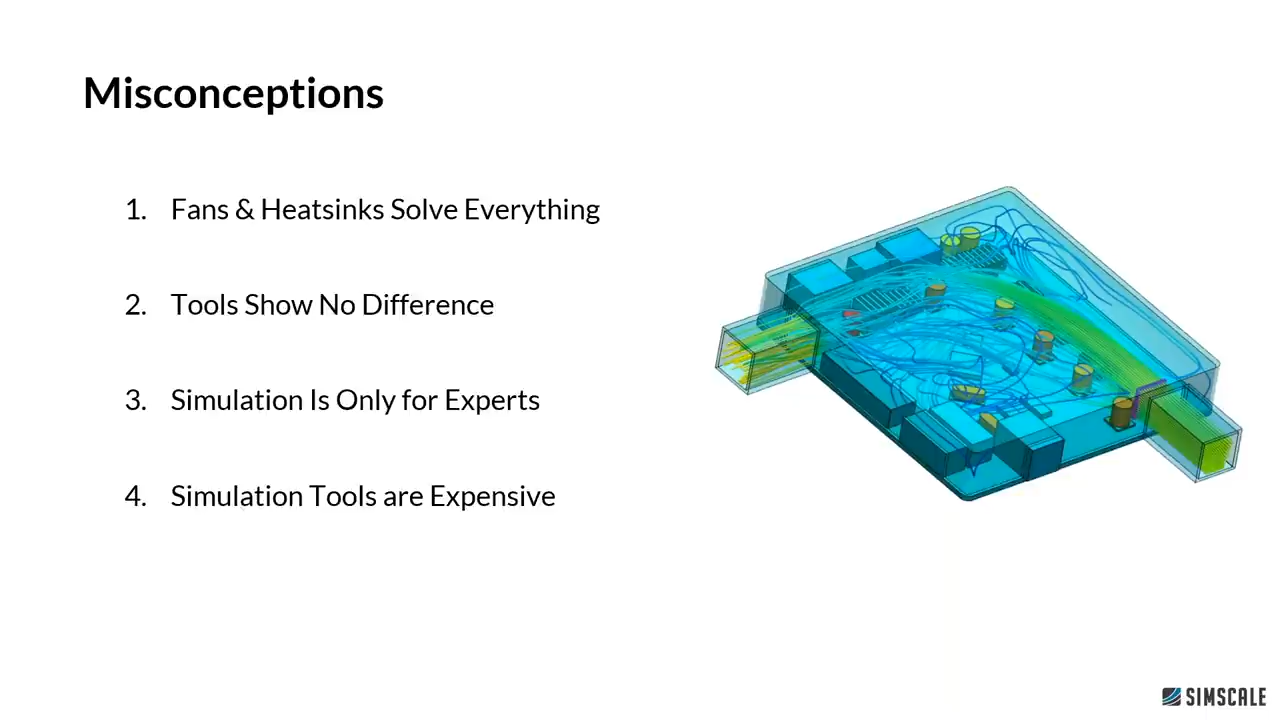 Misconceptions
1. Fans & Heatsinks Solve Everything
2. Tools Show No Difference
3. Simulation Is Only for Experts
4. Simulation Tools are Expensive
SIMSCALE